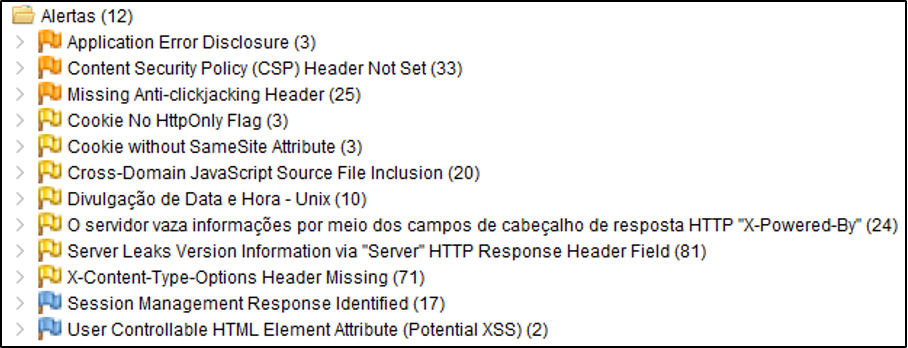 Alertas (12)
Application Error Disclosure (3)
Content Security Policy (CSP) Header Not Set (33)
Missing Anti-clickjacking Header (25)
Cookie No HttpOnly Flag (3)
Cookie without SameSite Attribute (3)
Cross-Domain JavaScript Source File Inclusion (20)
Divulgação de Data e Hora - Unix (10)
O servidor vaza informações por meio dos campos de cabeçalho de resposta HTTP "X-Powered-By" (24)
Server Leaks Version Information via "Server" HTTP Response Header Field (81)
X-Content-Type-Options Header Missing (71)
Session Management Response Identified (17)
User Controllable HTML Element Attribute (Potential XSS) (2)